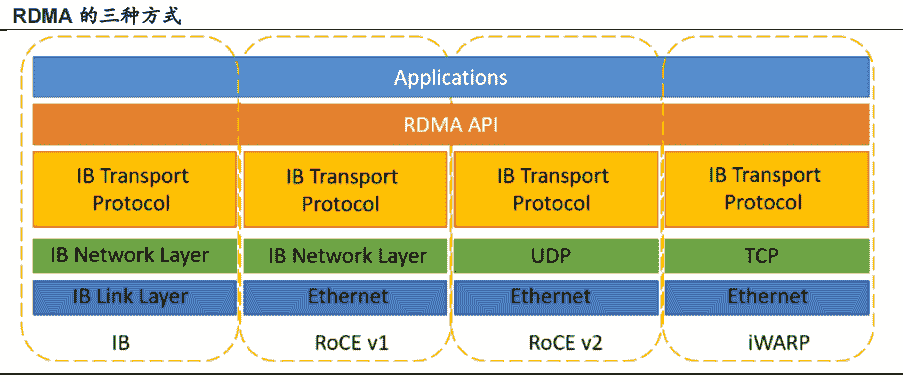 RDMA 的三种方式
Applications
RDMA API
IB Transport Protocol
IB Transport Protocol
IB Transport Protocol
IB Transport Protocol
IB Network Layer
IB Network Layer
UDP
TCP
IB Link Layer
Ethernet
Ethernet
Ethernet
IB
RoCE v1
RoCE v2
iWARP